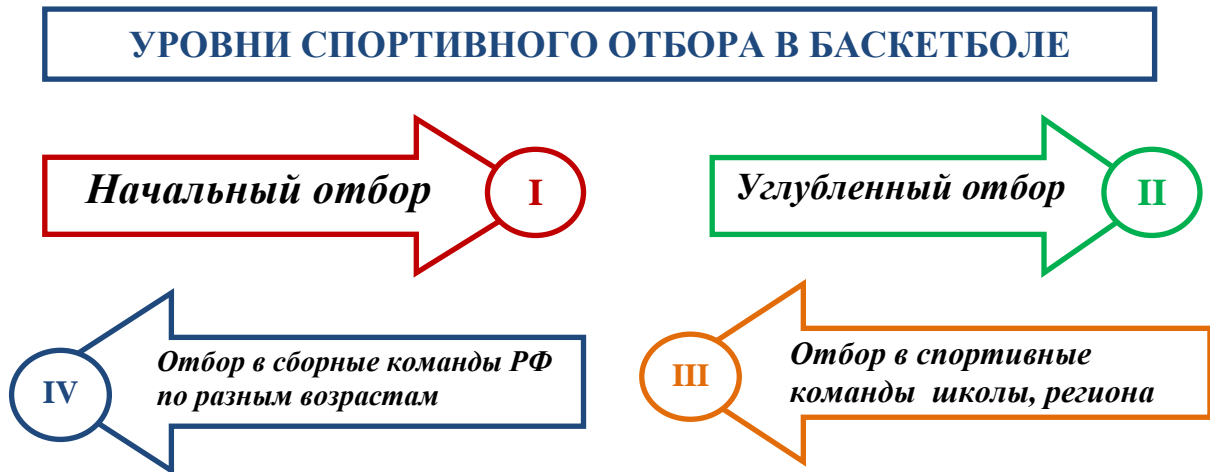 УРОВНИ СПОРТИВНОГО ОТБОРА В БАСКЕТБОЛЕ
Начальный отбор
I
Углубленный отбор
II
Отбор в спортивные
команды школы, региона
III
Отбор в сборные команды РФ
по разным возрастам
IV